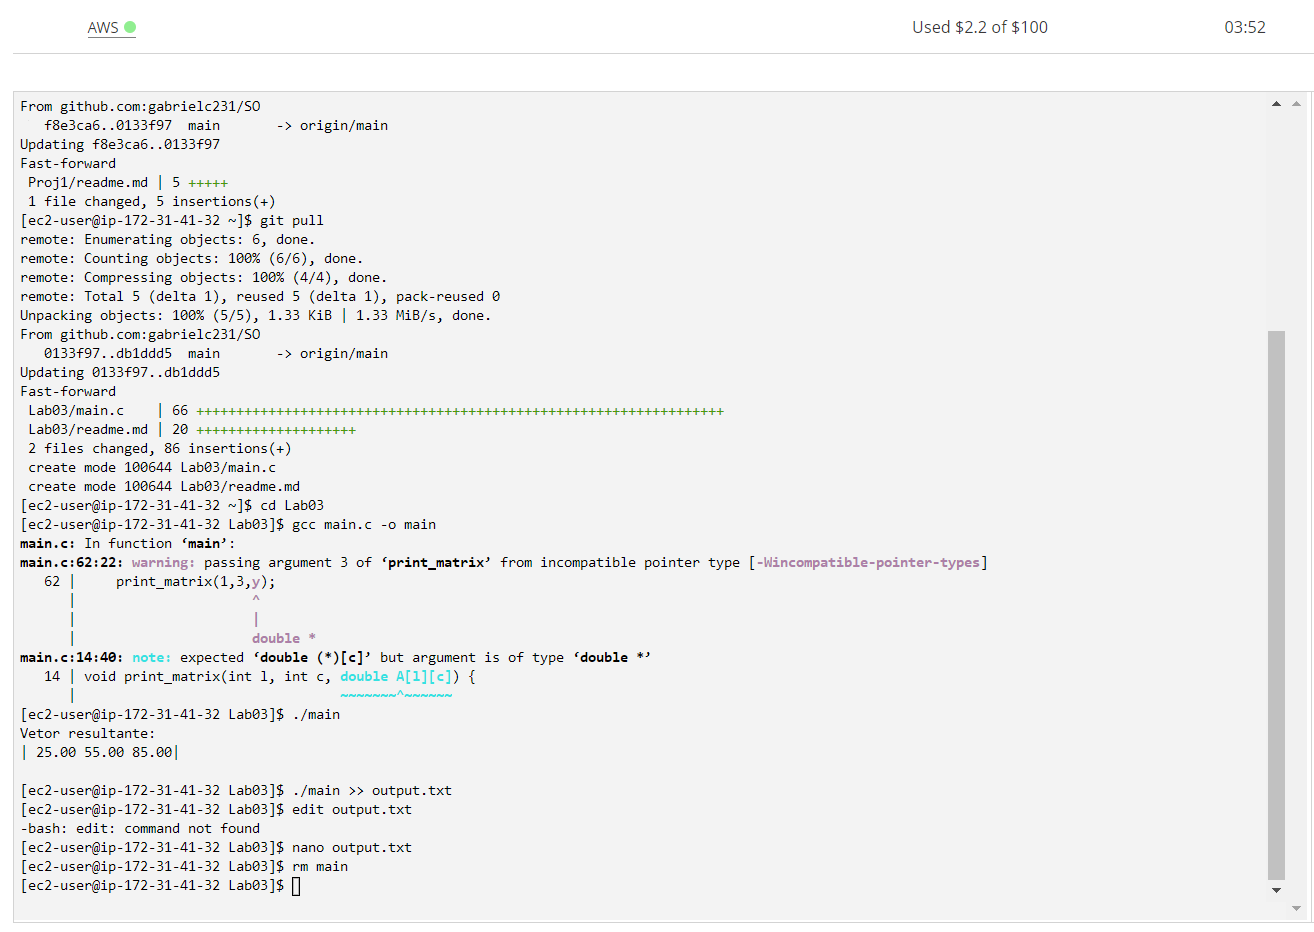 AWS Used $2.2 of $100 03:52
From github.com:gabrielc231/SO
   f8e3ca6..0133f97  main       -> origin/main
Updating f8e3ca6..0133f97
Fast-forward
 Proj1/readme.md | 5 +++++
 1 file changed, 5 insertions(+)
[ec2-user@ip-172-31-41-32 ~]$ git pull
remote: Enumerating objects: 6, done.
remote: Counting objects: 100% (6/6), done.
remote: Compressing objects: 100% (4/4), done.
remote: Total 5 (delta 1), reused 5 (delta 1), pack-reused 0
Unpacking objects: 100% (5/5), 1.33 KiB | 1.33 MiB/s, done.
From github.com:gabrielc231/SO
   0133f97..db1ddd5  main       -> origin/main
Updating 0133f97..db1ddd5
Fast-forward
 Lab03/main.c    | 66 ++++++++++++++++++++++++++++++++++++++++++++++++++++++++++++++++++
 Lab03/readme.md | 20 ++++++++++++++++++++
 2 files changed, 86 insertions(+)
 create mode 100644 Lab03/main.c
 create mode 100644 Lab03/readme.md
[ec2-user@ip-172-31-41-32 ~]$ cd Lab03
[ec2-user@ip-172-31-41-32 Lab03]$ gcc main.c -o main
main.c: In function ‘main’:
main.c:62:22: warning: passing argument 3 of ‘print_matrix’ from incompatible pointer type [-Wincompatible-pointer-types]
   62 |     print_matrix(1,3,y);
      |                      ^
      |                      |
      |                      double *
main.c:14:40: note: expected ‘double (*)[c]’ but argument is of type ‘double *’
   14 | void print_matrix(int l, int c, double A[l][c]) {
      |                                 ~~~~~~~^~~~~~~
[ec2-user@ip-172-31-41-32 Lab03]$ ./main
Vetor resultante:
| 25.00 55.00 85.00|
[ec2-user@ip-172-31-41-32 Lab03]$ ./main >> output.txt
[ec2-user@ip-172-31-41-32 Lab03]$ edit output.txt
-bash: edit: command not found
[ec2-user@ip-172-31-41-32 Lab03]$ nano output.txt
[ec2-user@ip-172-31-41-32 Lab03]$ rm main
[ec2-user@ip-172-31-41-32 Lab03]$